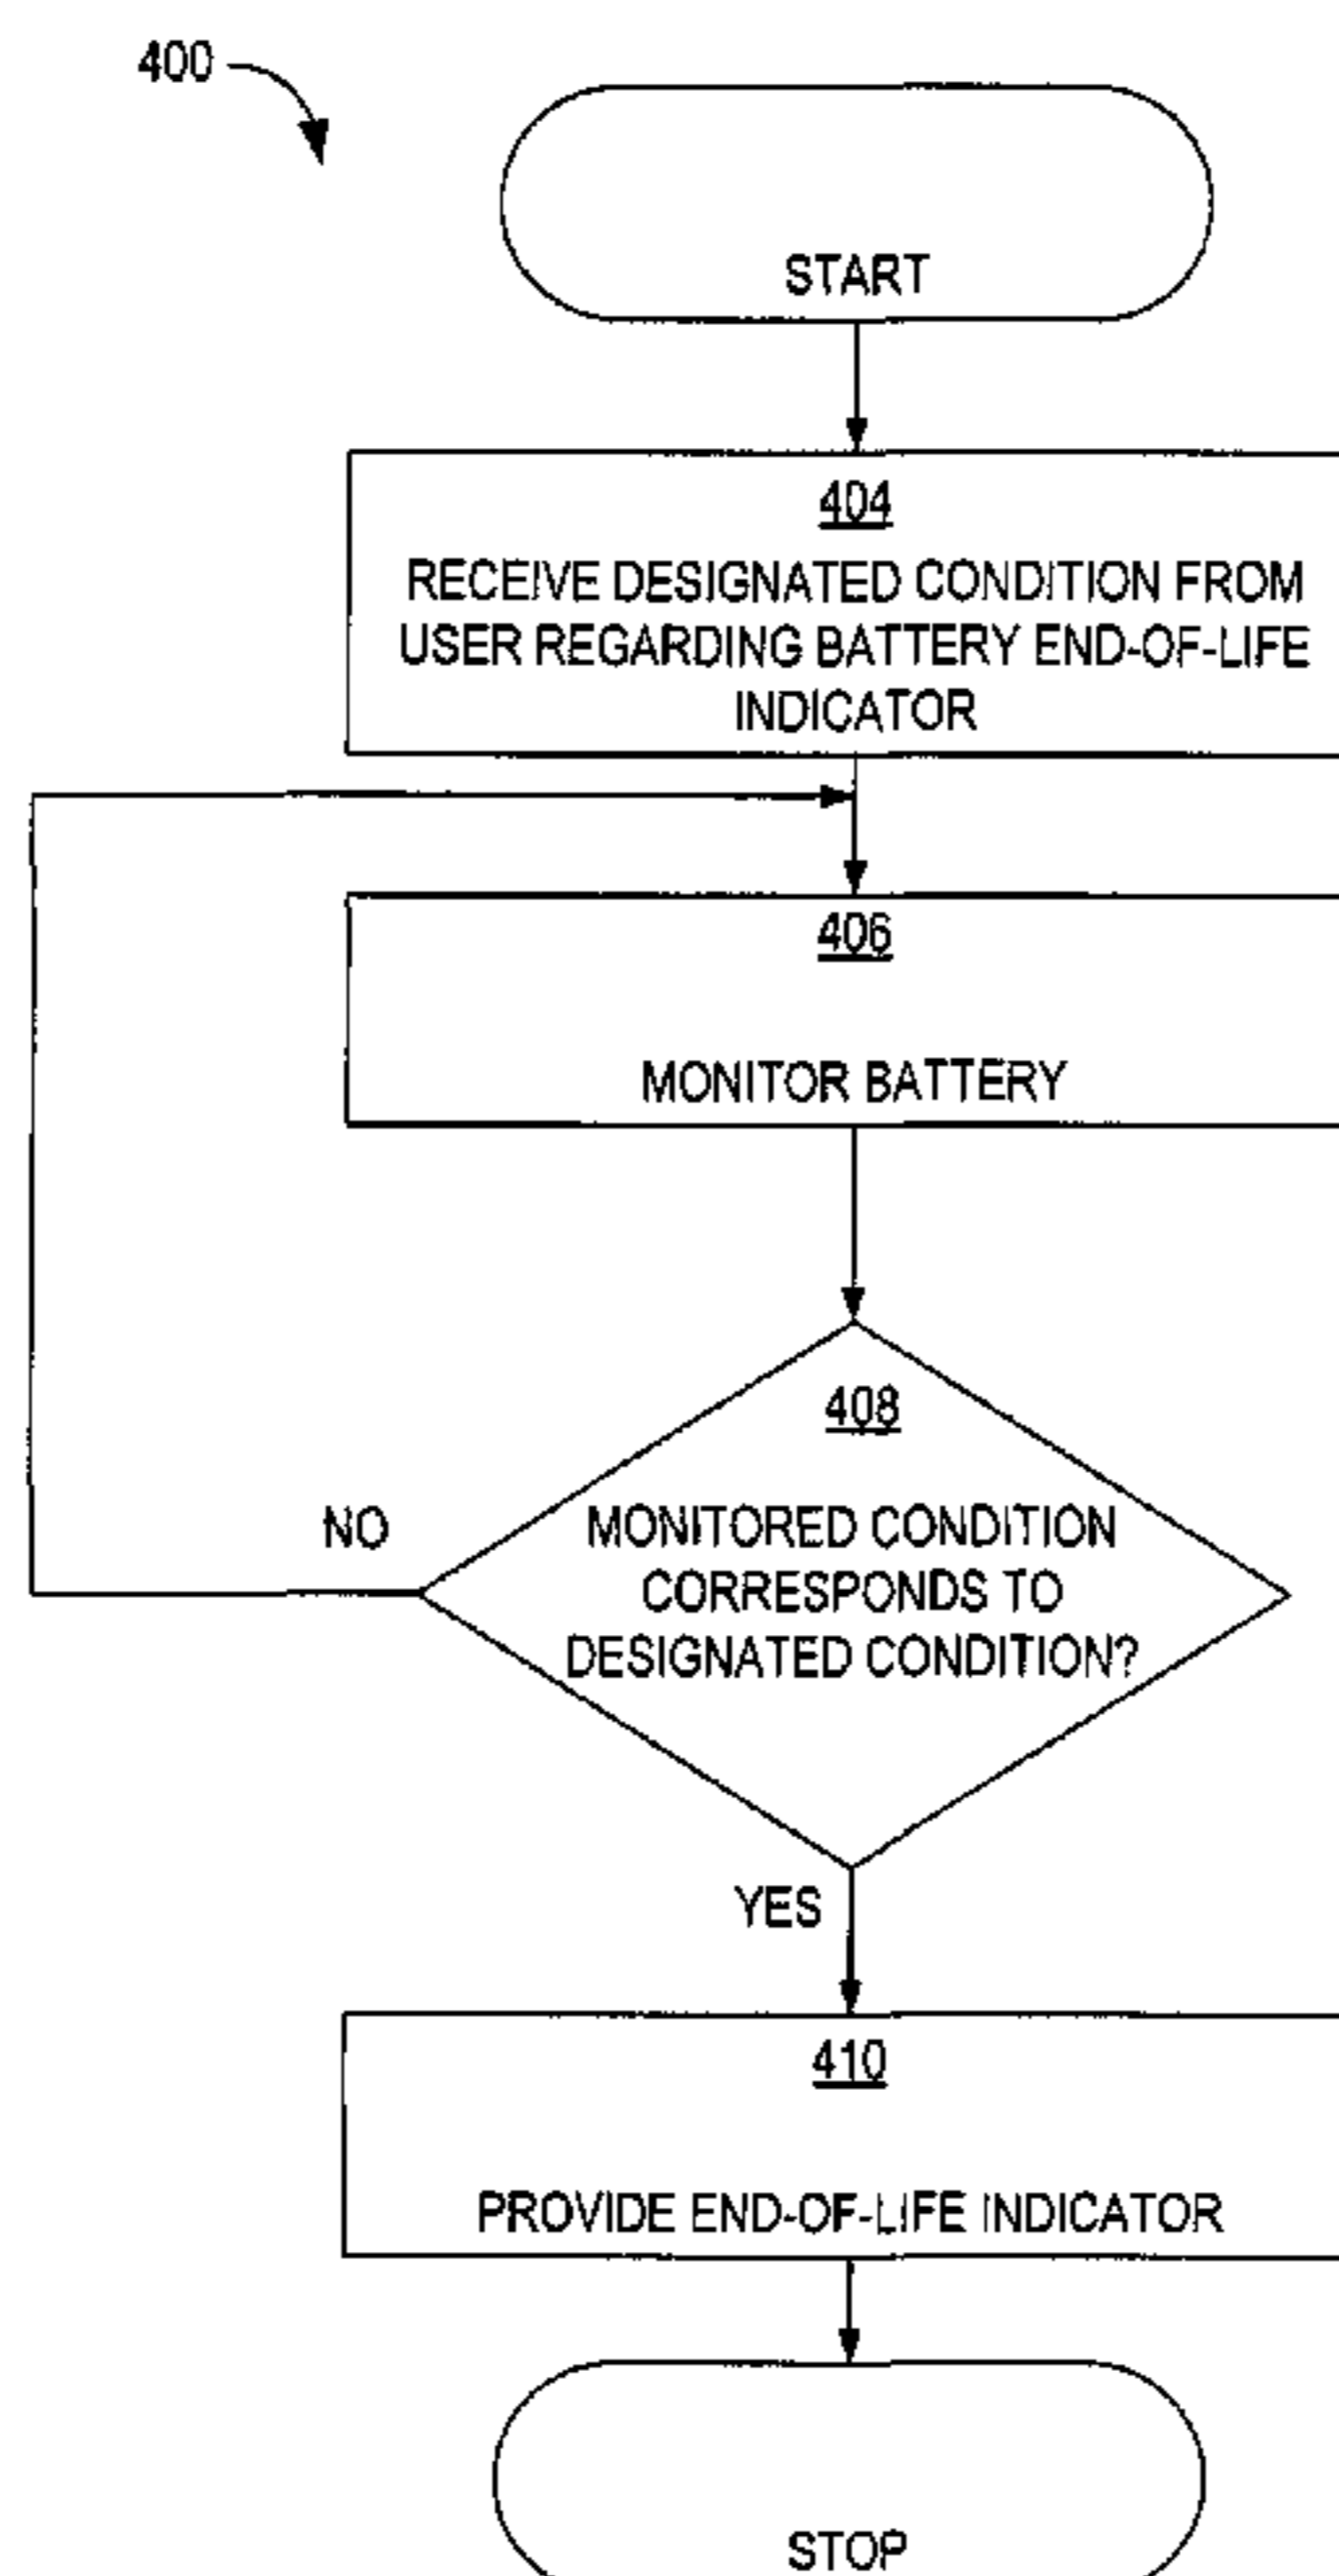 400
START
404
RECEIVE DESIGNATED CONDITION FROM
USER REGARDING BATTERY END-OF-LIFE
INDICATOR
406
MONITOR BATTERY
408
NO
MONITORED CONDITION
CORRESPONDS TO
DESIGNATED CONDITION?
YES
410
PROVIDE END-OF-LIFE INDICATOR
STOP